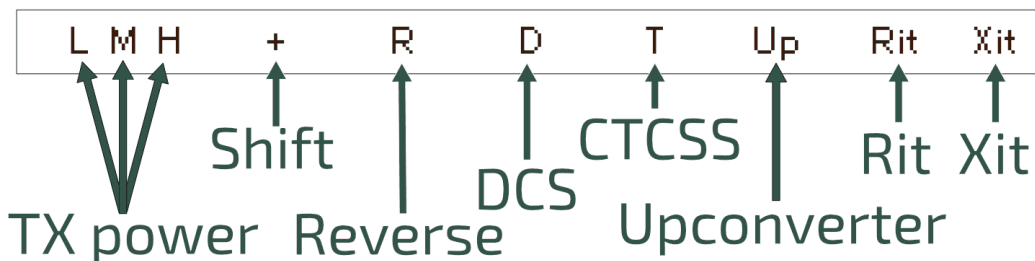 L M H + R D T Up Rit Xit
Shift
CTCSS
Rit Xit
DCS
TX power Reverse Upconverter